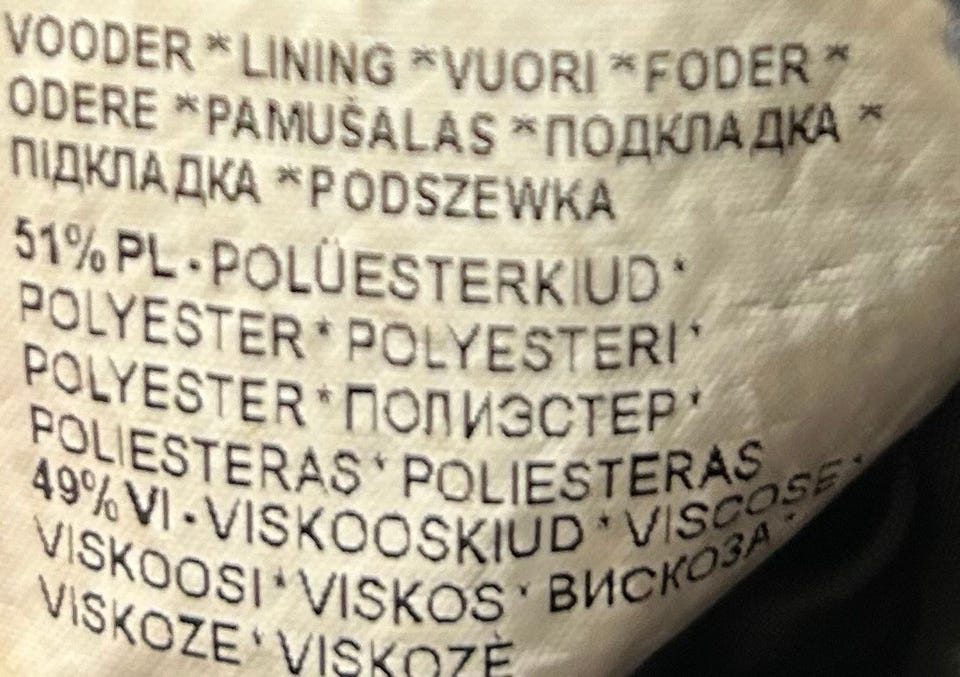 VOODER *LINING *VUORI *FODER *
ODERE *PAMUŠALAS *ПОДКЛАДКА *
ПІДКЛАДКА *PODSZEWKA
51% PL - POLÜESTERKIUD *
POLYESTER * POLYESTERI *
POLYESTER * ПОЛИЭСТЕР *
POLIESTERAS * POLIESTERAS
49% VI - VISKOOSKIUD * VISCOSE *
VISKOOSI * VISKOS * ВИСКОЗА *
VISKOZE * VISKOZĖ